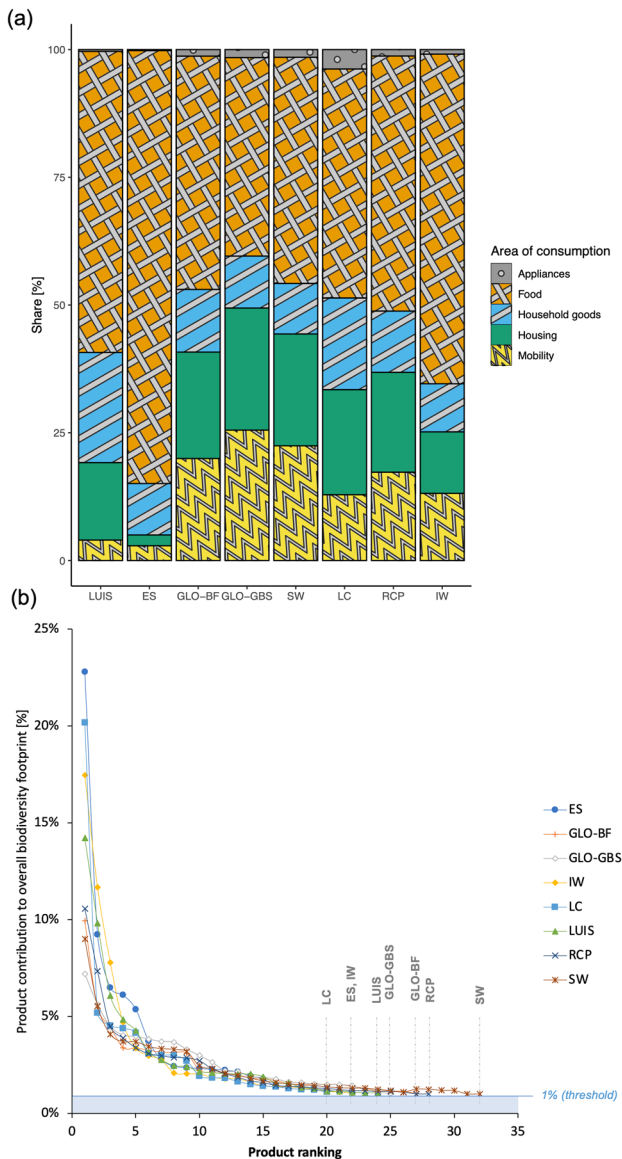 (a)
100
75
50
25
0
Share [%]
LUIS ES GLO–BF GLO–GBS SW LC RCP IW
Area of consumption
Appliances
Food
Household goods
Housing
Mobility
(b)
25%
20%
15%
10%
5%
0%
Product contribution to overall biodiversity footprint [%]
LC
ES, IW
LUIS
GLO-GBS
GLO-BF
RCP
SW
1% (threshold)
0 5 10 15 20 25 30 35
Product ranking
ES
GLO-BF
GLO-GBS
IW
LC
LUIS
RCP
SW